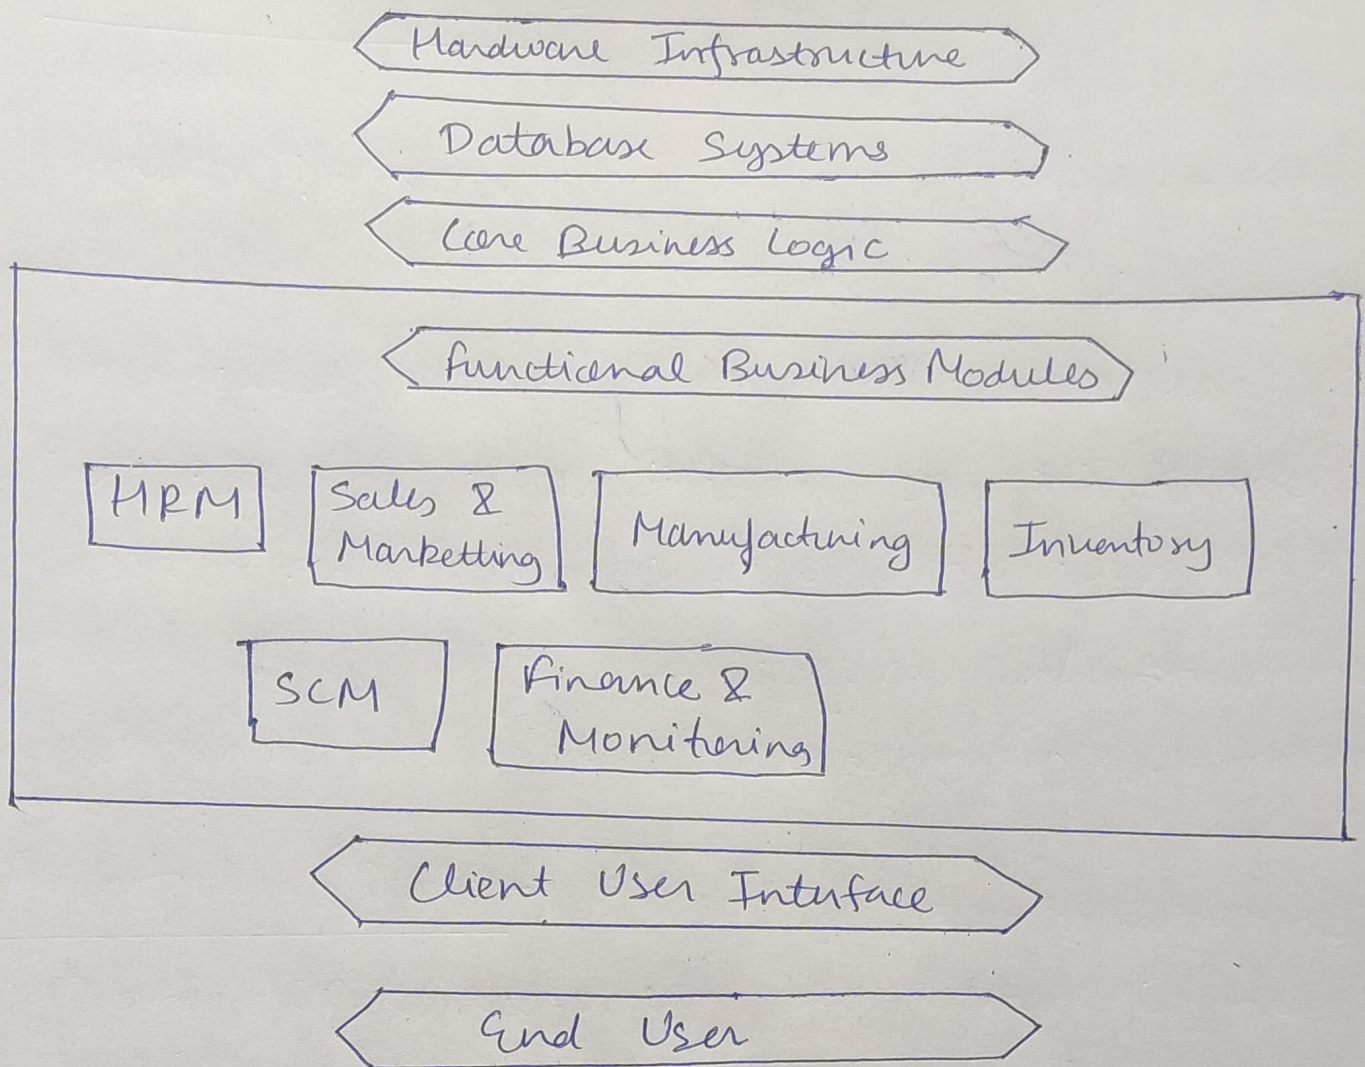 Hardware Infrastructure
Database Systems
Core Business Logic
Functional Business Modules
HRM
Sales &
Marketting
Manufacturing
Inventory
SCM
Finance &
Monitoring
Client User Interface
End User